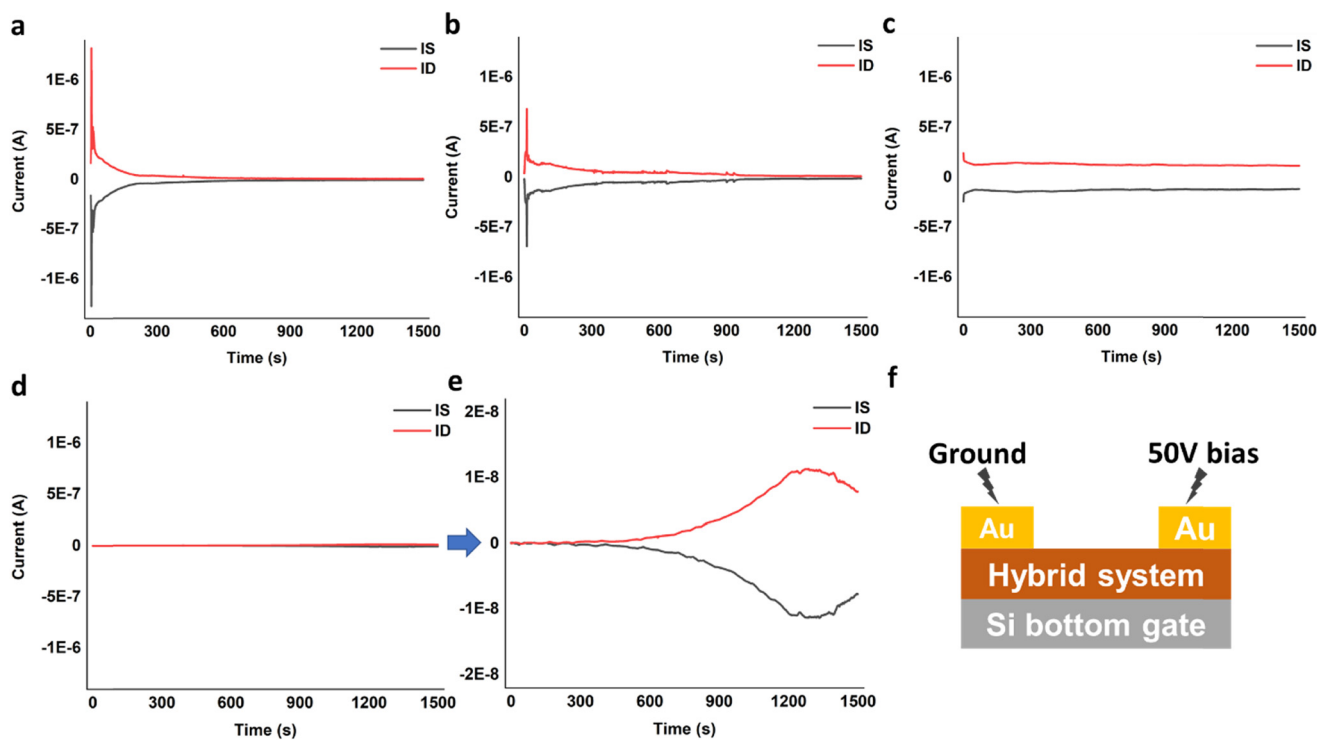 a
IS
ID
1E-6
5E-7
0
-5E-7
-1E-6
Current (A)
0 300 600 900 1200 1500
Time (s)
b
IS
ID
1E-6
5E-7
0
-5E-7
-1E-6
Current (A)
0 300 600 900 1200 1500
Time (s)
c
IS
ID
1E-6
5E-7
0
-5E-7
-1E-6
Current (A)
0 300 600 900 1200 1500
Time (s)
d
IS
ID
1E-6
5E-7
0
-5E-7
-1E-6
Current (A)
0 300 600 900 1200 1500
Time (s)
e
IS
ID
2E-8
1E-8
0
-1E-8
-2E-8
0 300 600 900 1200 1500
Time (s)
f
Ground 50V bias
Au Au
Hybrid system
Si bottom gate